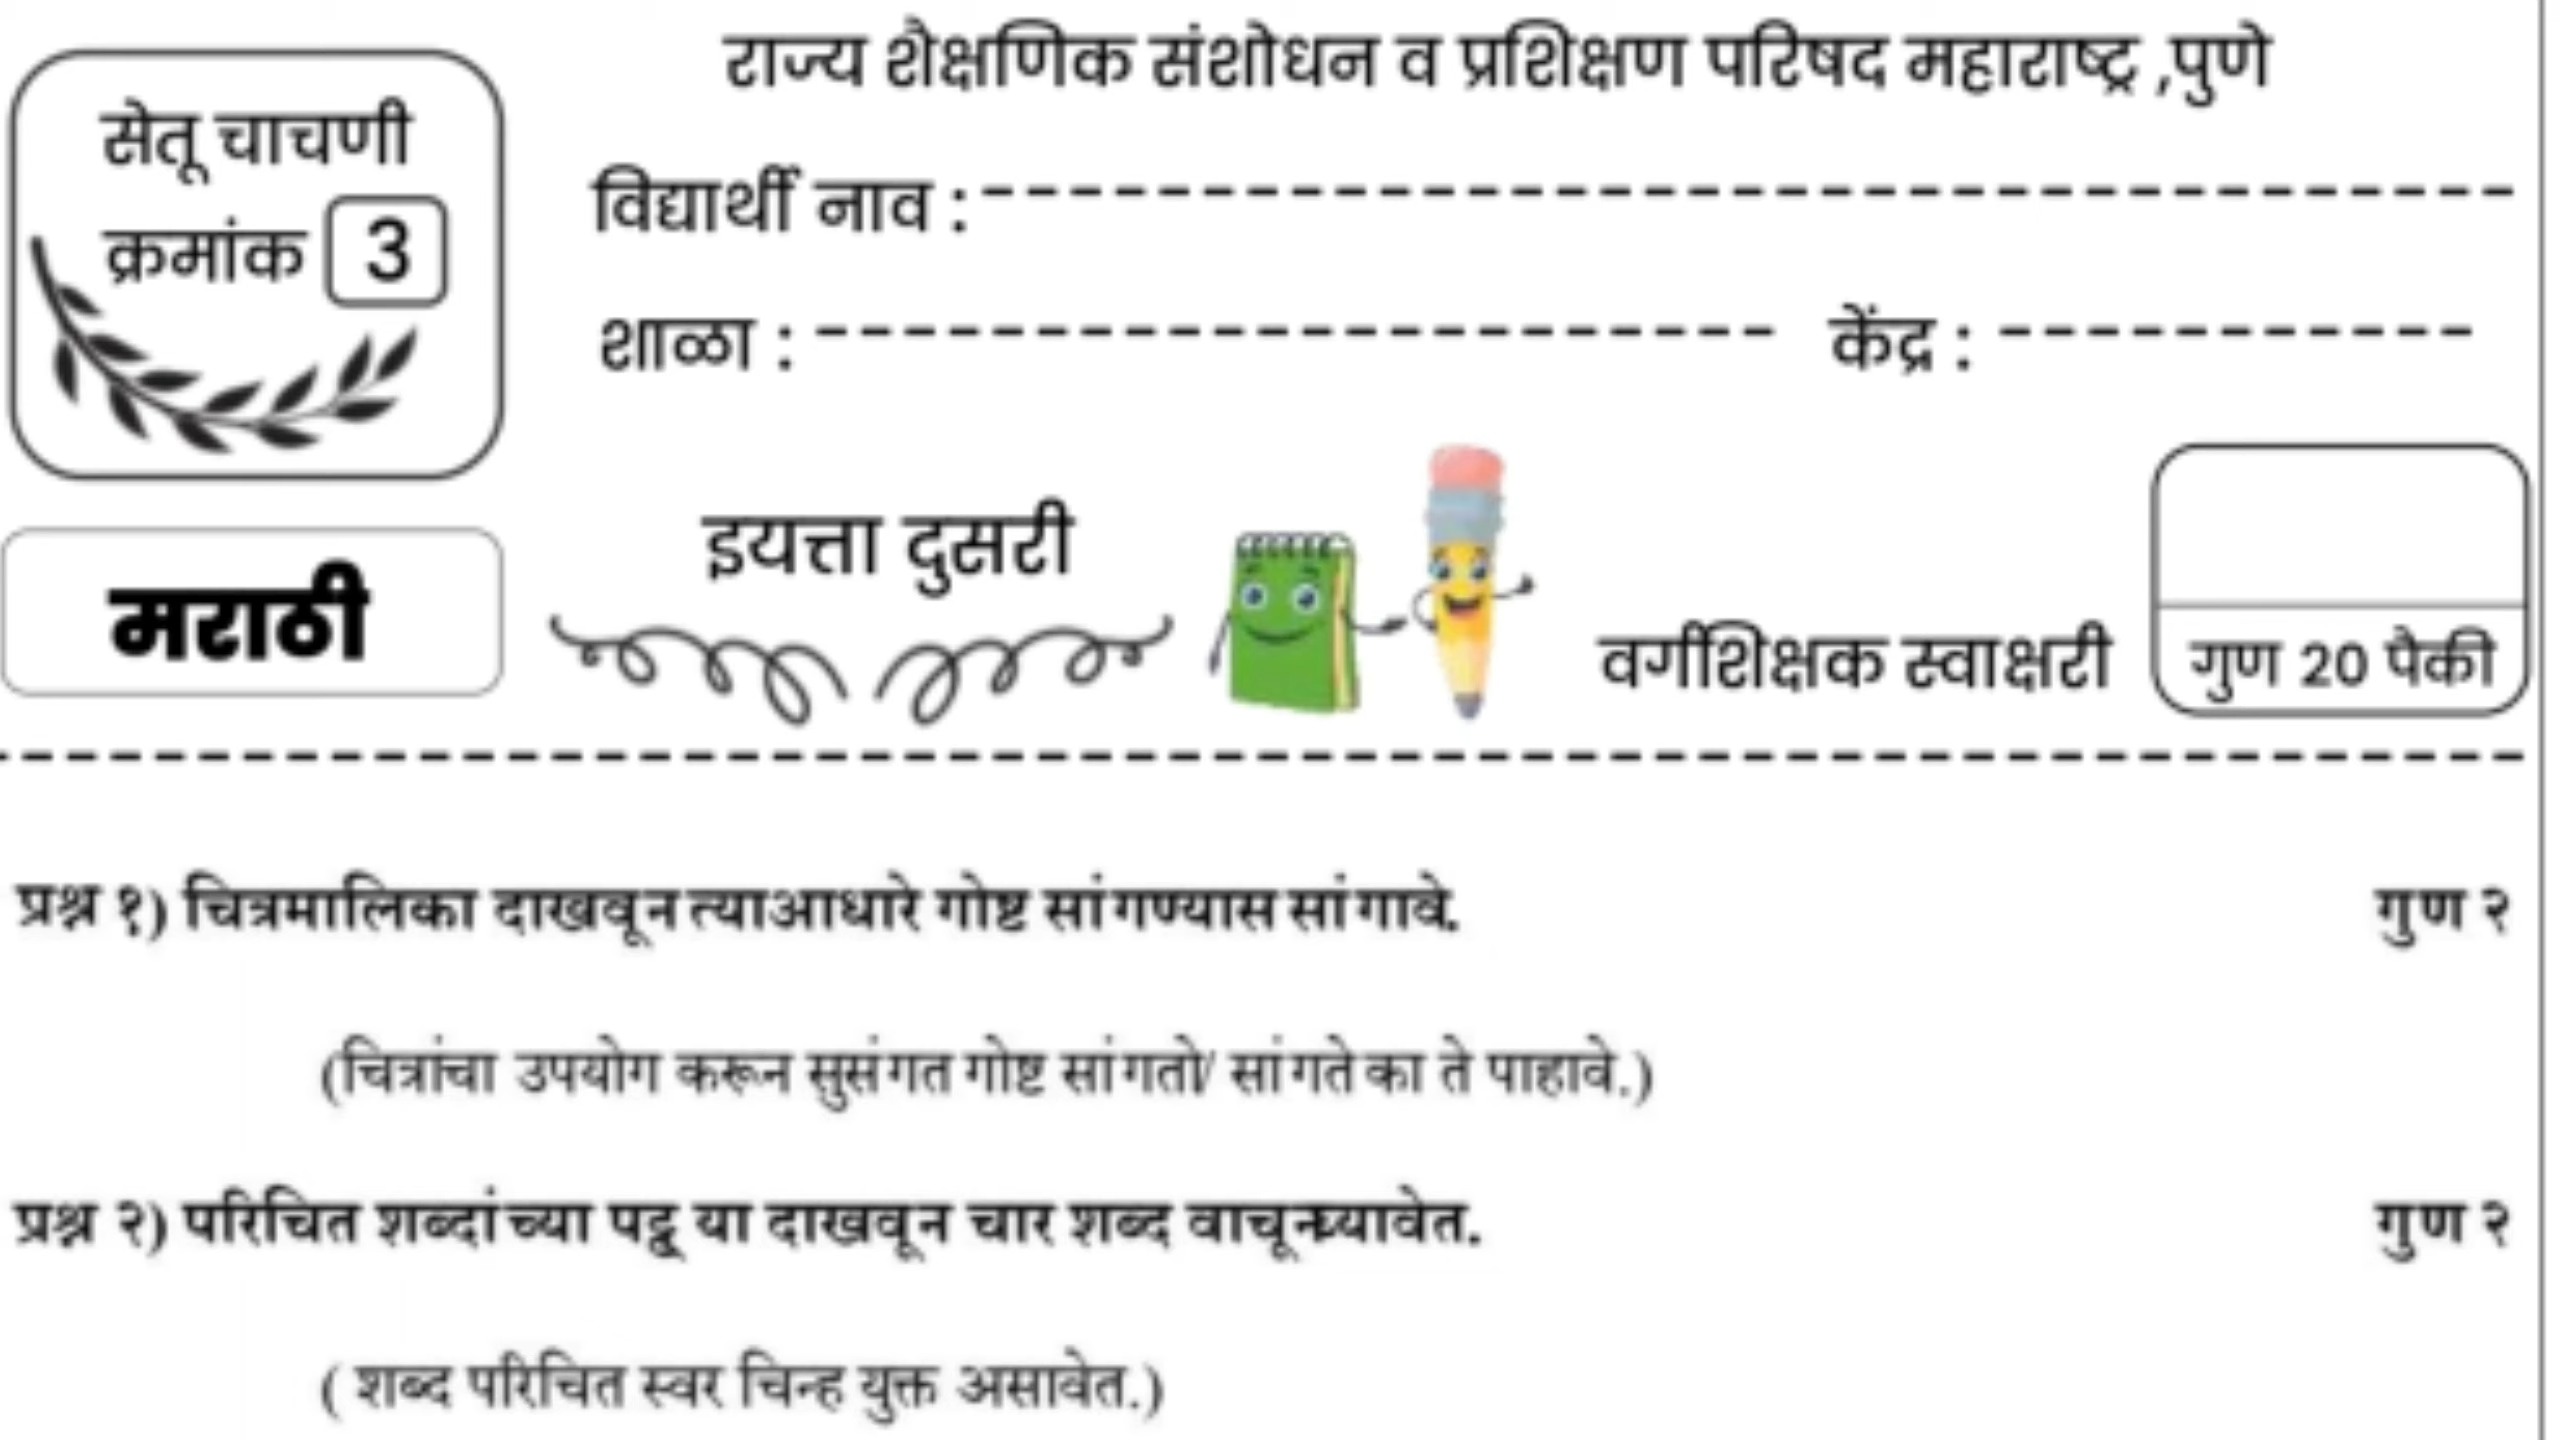 राज्य शैक्षणिक संशोधन व प्रशिक्षण परिषद महाराष्ट्र ,पुणे
सेतू चाचणी
क्रमांक 3
विद्यार्थी नाव :
शाळा : केंद्र :
मराठी
इयत्ता दुसरी
वर्गशिक्षक स्वाक्षरी
गुण 20 पैकी
प्रश्न १) चित्रमालिका दाखवून त्याआधारे गोष्ट सांगण्यास सांगावे. गुण २
(चित्रांचा उपयोग करून सुसंगत गोष्ट सांगतो/ सांगते का ते पाहावे.)
प्रश्न २) परिचित शब्दांच्या पट्ट्या दाखवून चार शब्द वाचून घ्यावेत. गुण २
( शब्द परिचित स्वर चिन्ह युक्त असावेत.)